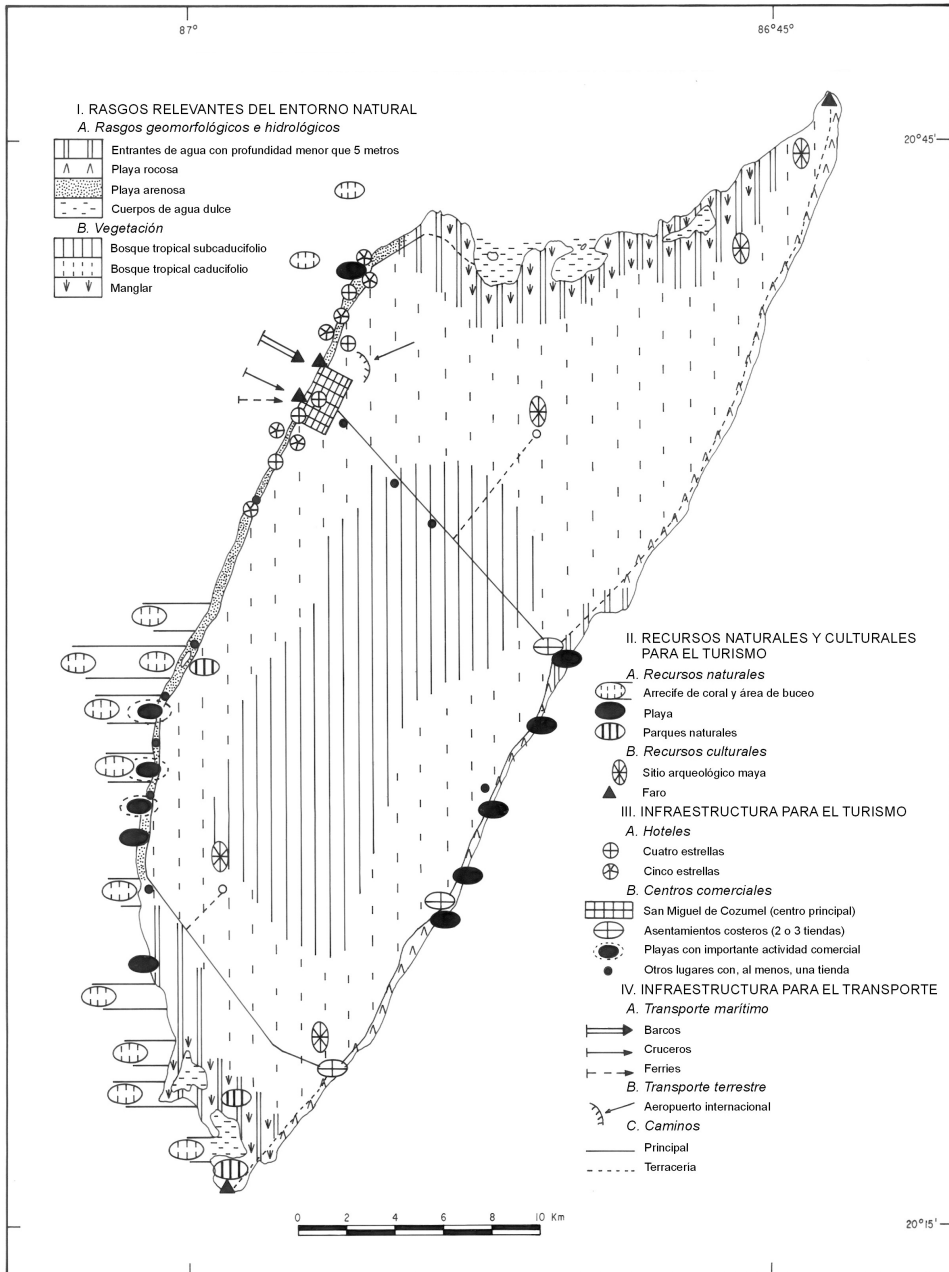 87°
86°45'
I. RASGOS RELEVANTES DEL ENTORNO NATURAL
A. Rasgos geomorfológicos e hidrológicos
Entrantes de agua con profundidad menor que 5 metros
Playa rocosa
Playa arenosa
Cuerpos de agua dulce
B. Vegetación
Bosque tropical subcaducifolio
Bosque tropical caducifolio
Manglar
20°45'
II. RECURSOS NATURALES Y CULTURALES
PARA EL TURISMO
A. Recursos naturales
Arrecife de coral y área de buceo
Playa
Parques naturales
B. Recursos culturales
Sitio arqueológico maya
Faro
III. INFRAESTRUCTURA PARA EL TURISMO
A. Hoteles
Cuatro estrellas
Cinco estrellas
B. Centros comerciales
San Miguel de Cozumel (centro principal)
Asentamientos costeros (2 o 3 tiendas)
Playas con importante actividad comercial
Otros lugares con, al menos, una tienda
IV. INFRAESTRUCTURA PARA EL TRANSPORTE
A. Transporte marítimo
Barcos
Cruceros
Ferries
B. Transporte terrestre
Aeropuerto internacional
C. Caminos
Principal
Terraceria
0 2 4 6 8 10 Km
20°15'